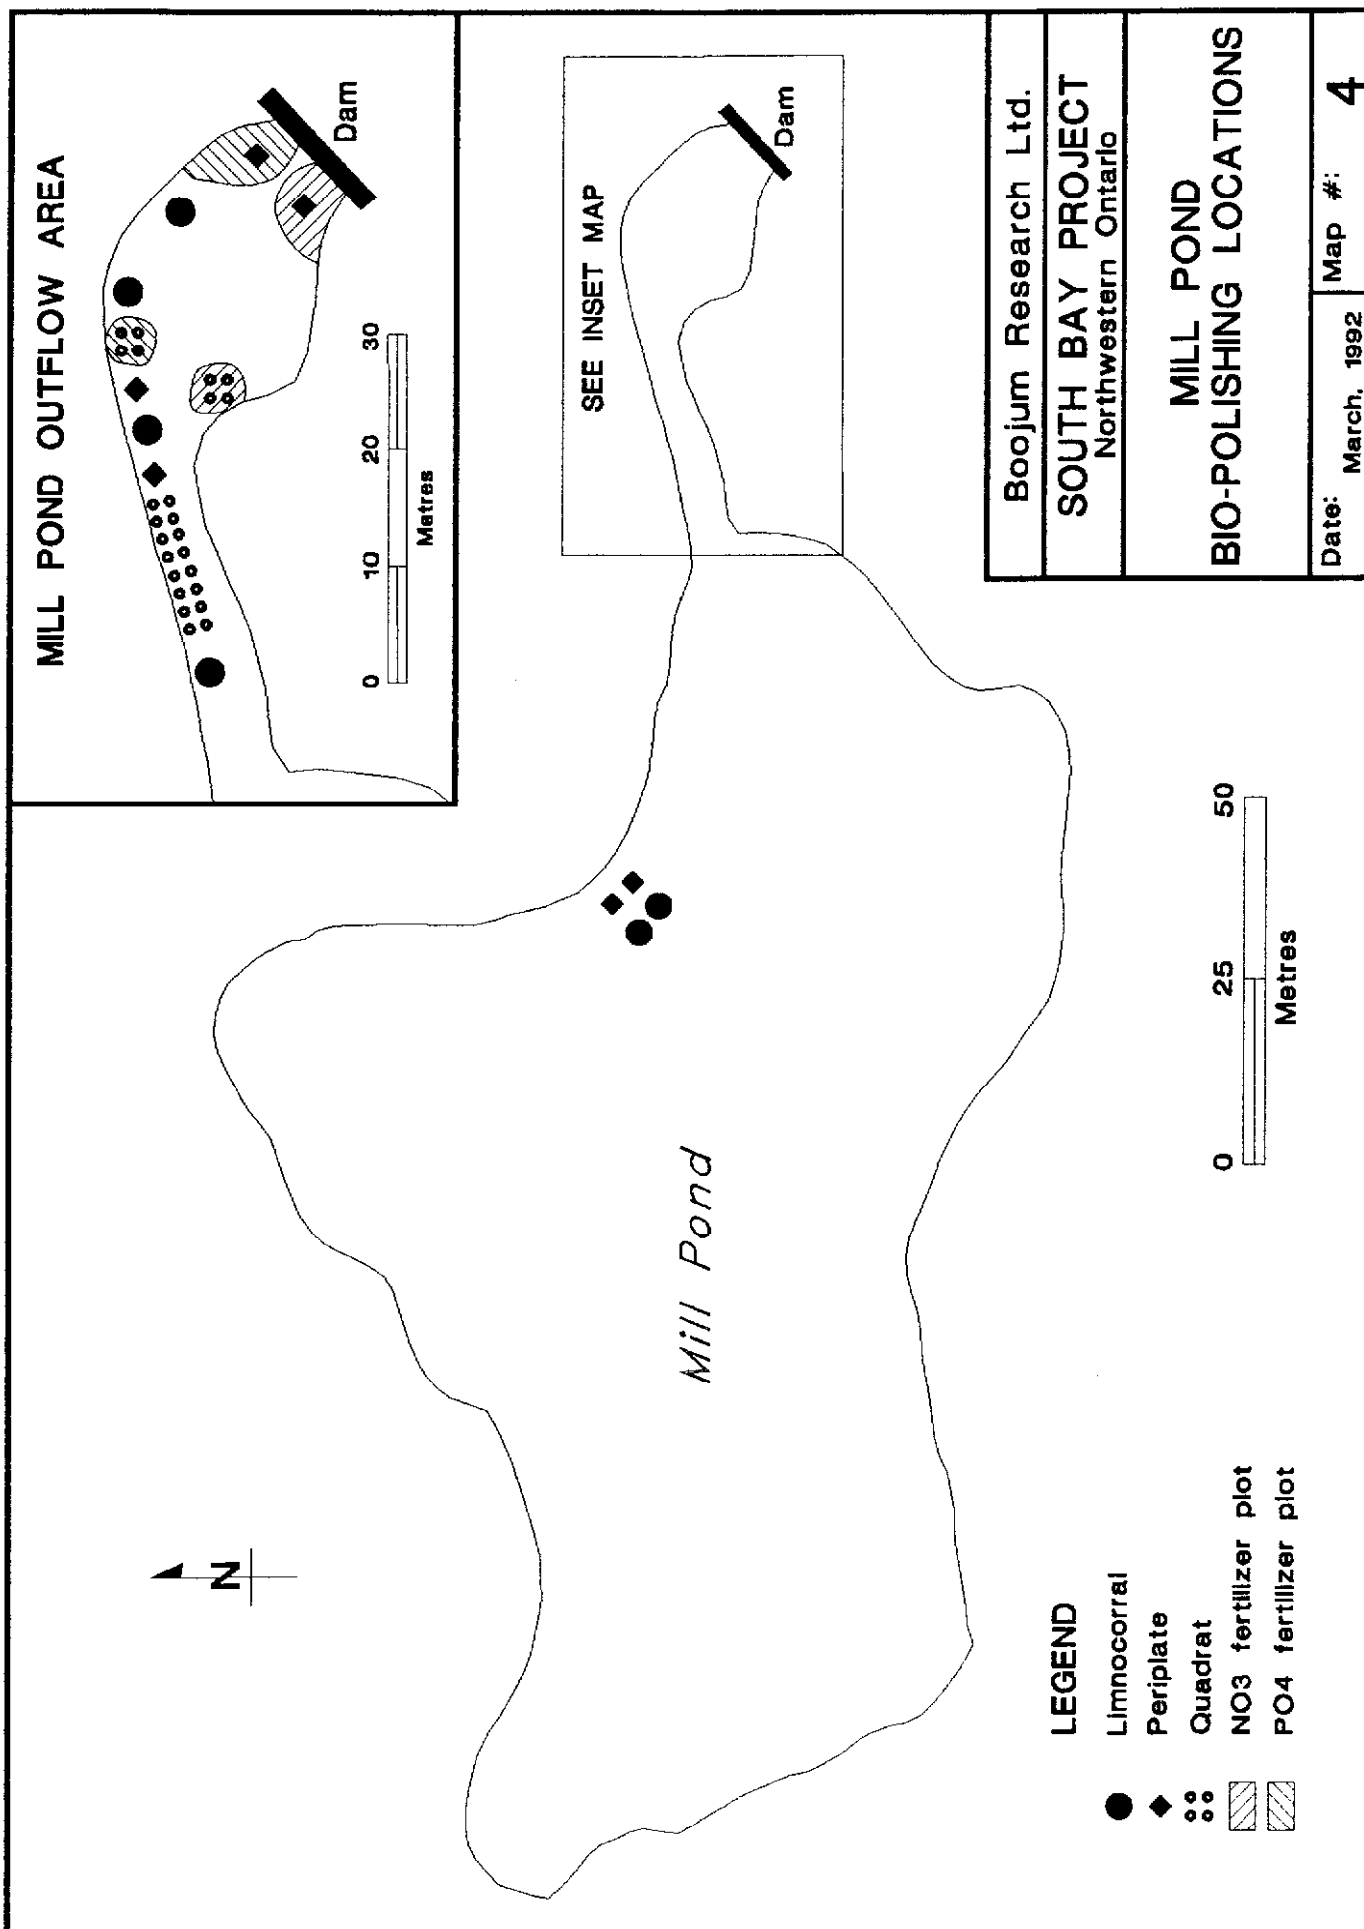 MILL POND OUTFLOW AREA
Dam
0 10 20 30
Metres
SEE INSET MAP
Dam
N
Mill Pond
LEGEND
Limnocorral
Periplate
Quadrat
NO3 fertilizer plot
PO4 fertilizer plot
0 25 50
Metres
Boojum Research Ltd.
SOUTH BAY PROJECT
Northwestern Ontario
MILL POND
BIO-POLISHING LOCATIONS
Date: March, 1992
Map #: 4